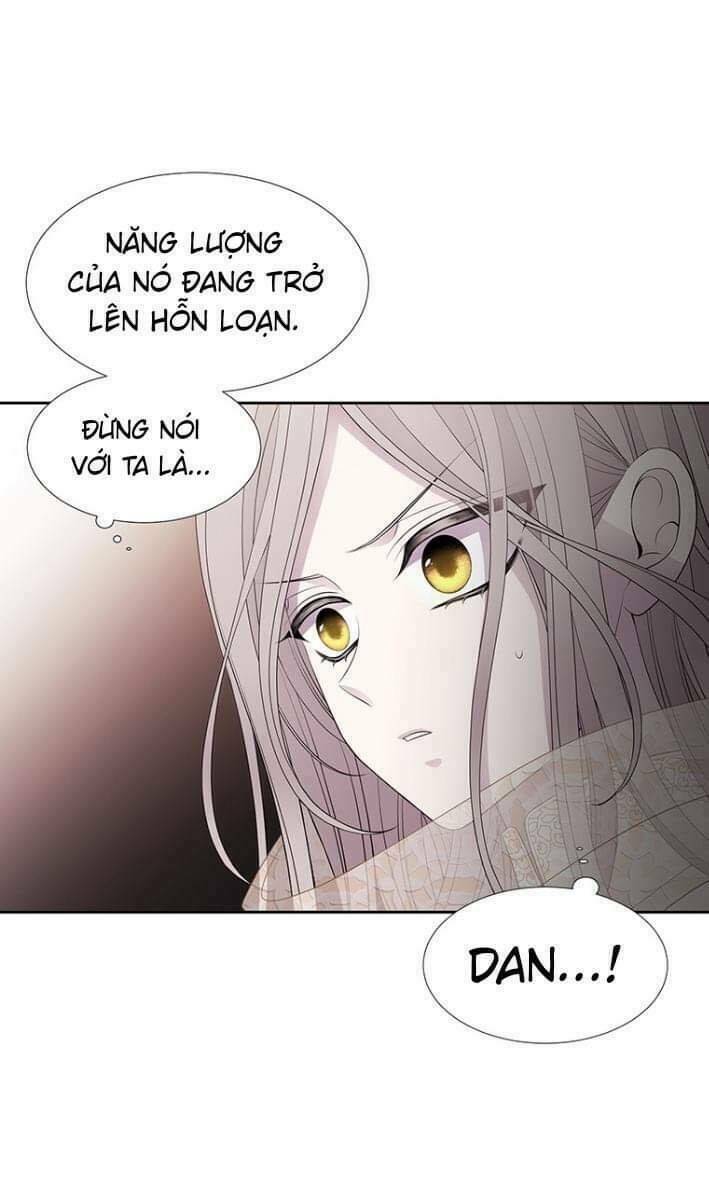 NĂNG LƯỢNG
CỦA NÓ ĐANG TRỞ
LÊN HỖN LOẠN.
ĐỪNG NÓI
VỚI TA LÀ...
DAN...!